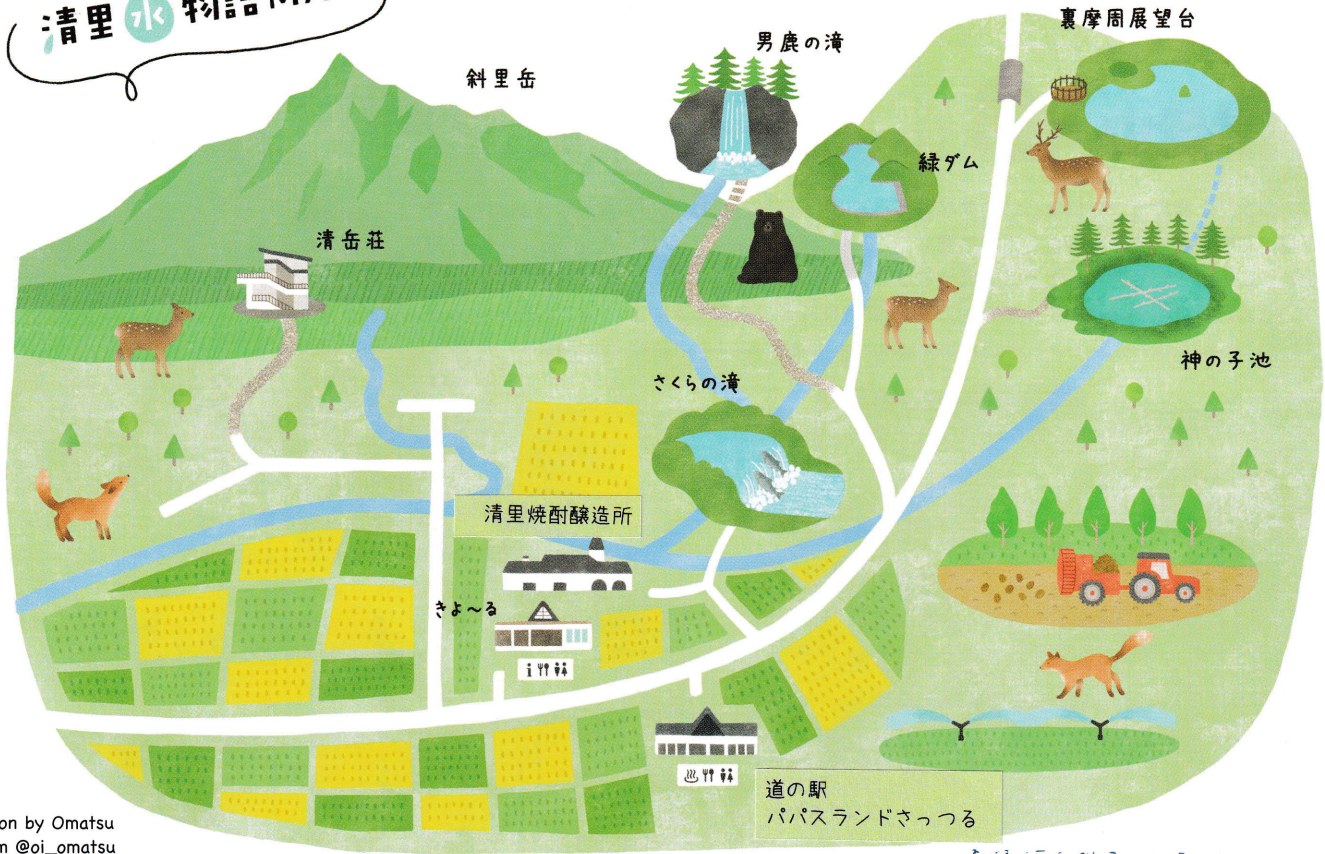 清里水物語
裏摩周展望台
男鹿の滝
斜里岳
緑ダム
清岳荘
神の子池
さくらの滝
清里焼酎醸造所
きよ〜る
i
道の駅
パパスランドさっつる
on by Omatsu
@oi_omatsu